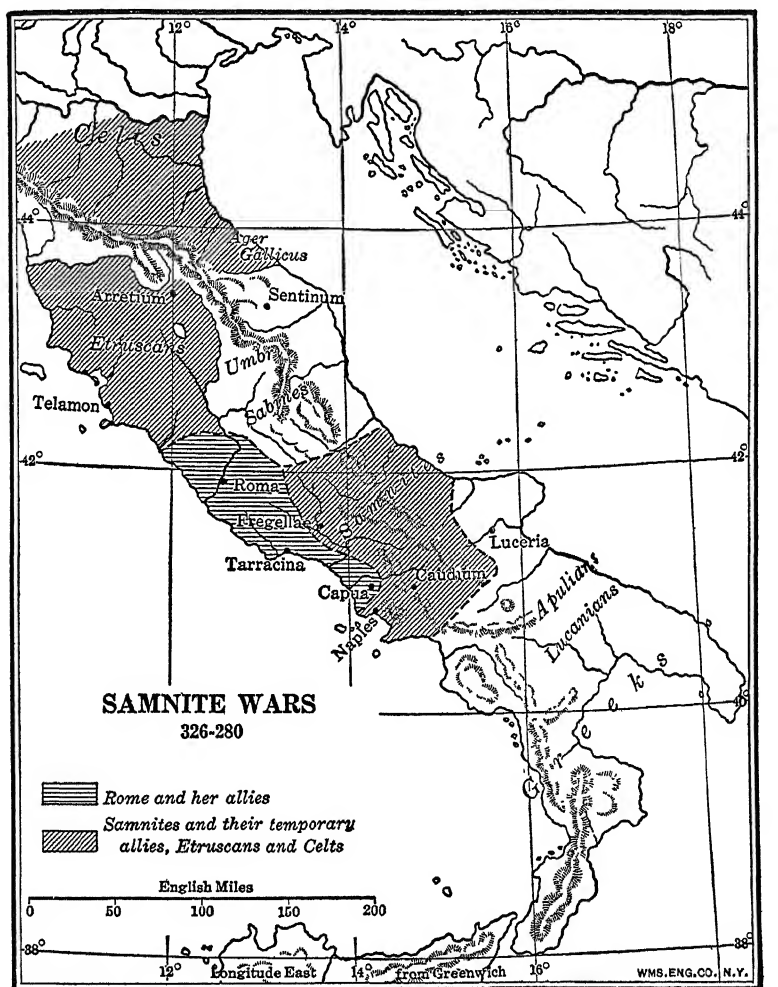 12° 14° 16° 18°
Celts
44° 44°
Ager
Gallicus
Arretium
Sentinum
Etruscans
Umbri
Telamon
Sabines
42° 42°
Samnites
Roma
Fregellae
Luceria
Tarracina
Caudium
Capua
Apulians
Naples
Lucanians
Greeks
40°
SAMNITE WARS
326-280
Rome and her allies
Samnites and their temporary
allies, Etruscans and Celts
English Miles
0 50 100 150 200
38° 38°
12° Longitude East 14° from Greenwich 16°
WMS.ENG.CO., N.Y.